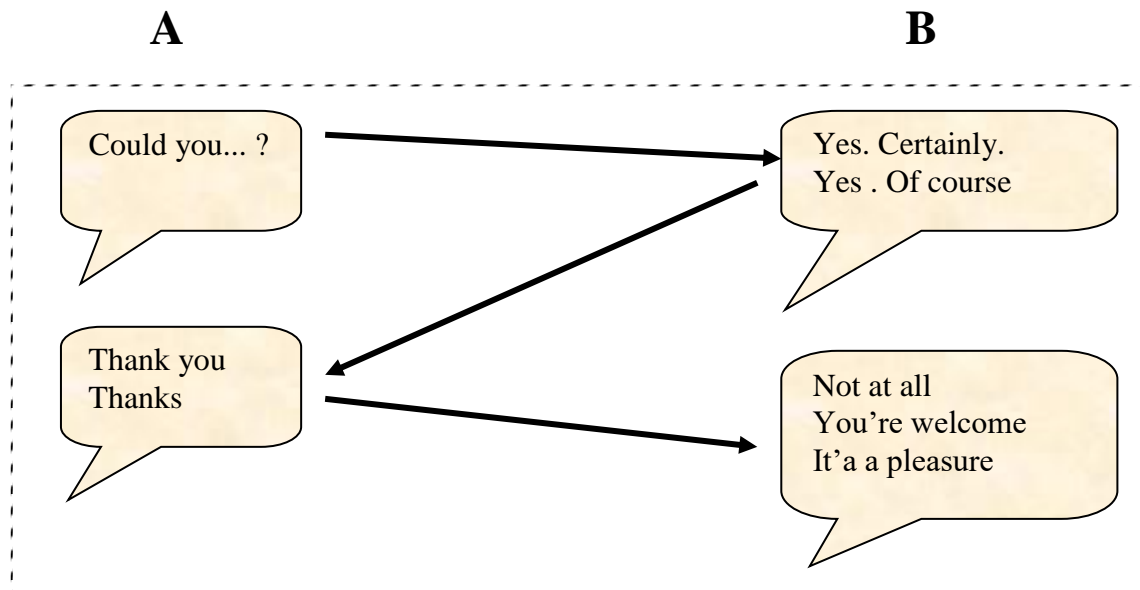 A
B
Could you... ?
Yes. Certainly.
Yes . Of course
Thank you
Thanks
Not at all
You’re welcome
It’a a pleasure